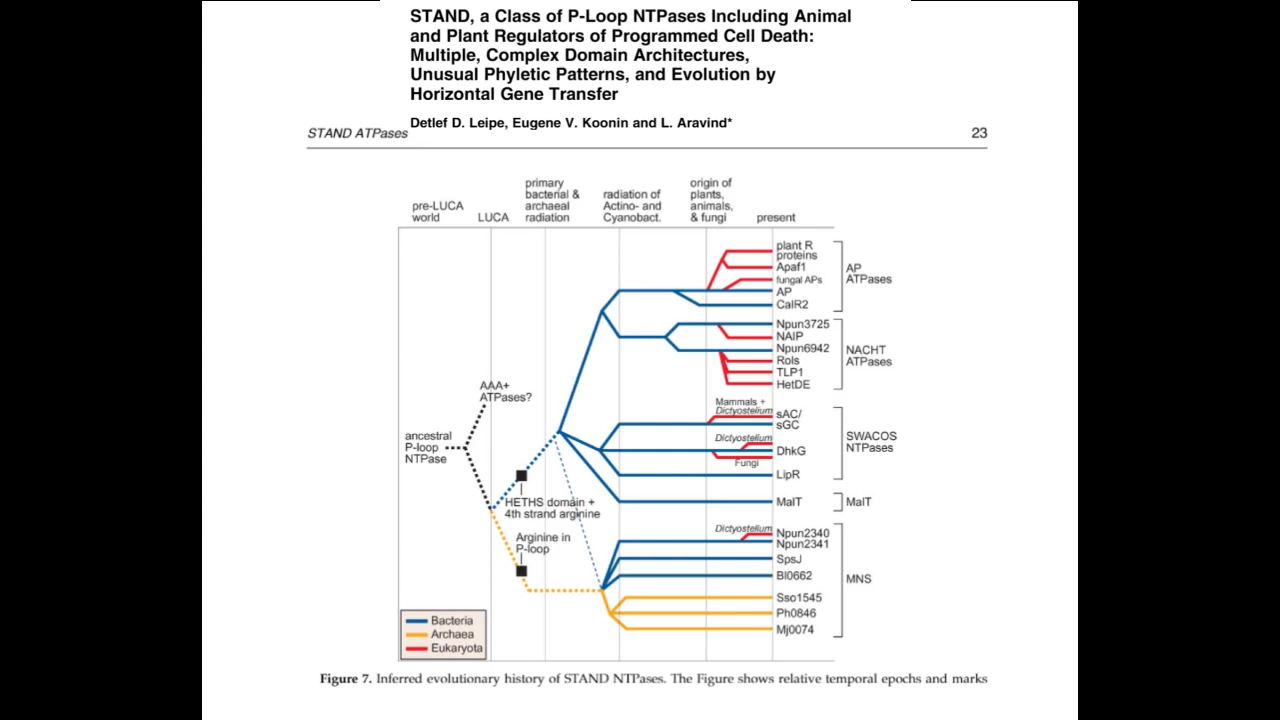 STAND, a Class of P-Loop NTPases Including Animal
and Plant Regulators of Programmed Cell Death:
Multiple, Complex Domain Architectures,
Unusual Phyletic Patterns, and Evolution by
Horizontal Gene Transfer
Detlef D. Leipe, Eugene V. Koonin and L. Aravind*
STAND ATPases
23
pre-LUCA
world
LUCA
primary
bacterial &
archaeal
radiation
radiation of
Actino- and
Cyanobact.
origin of
plants,
animals,
& fungi
present
plant R
proteins
Apaf1
fungal APs
AP
CalR2
AP
ATPases
Npun3725
NAIP
Npun6942
Rols
TLP1
HetDE
NACHT
ATPases
AAA+
ATPases?
ancestral
P-loop
NTPase
Mammals +
Dictyostelium
sAC/
sGC
Dictyostelium
DhkG
Fungi
LipR
SWACOS
NTPases
HETHS domain +
4th strand arginine
MalT
MalT
Arginine in
P-loop
Dictyostelium
Npun2340
Npun2341
SpsJ
Bl0662
Sso1545
Ph0846
Mj0074
MNS
Bacteria
Archaea
Eukaryota
Figure 7. Inferred evolutionary history of STAND NTPases. The Figure shows relative temporal epochs and marks